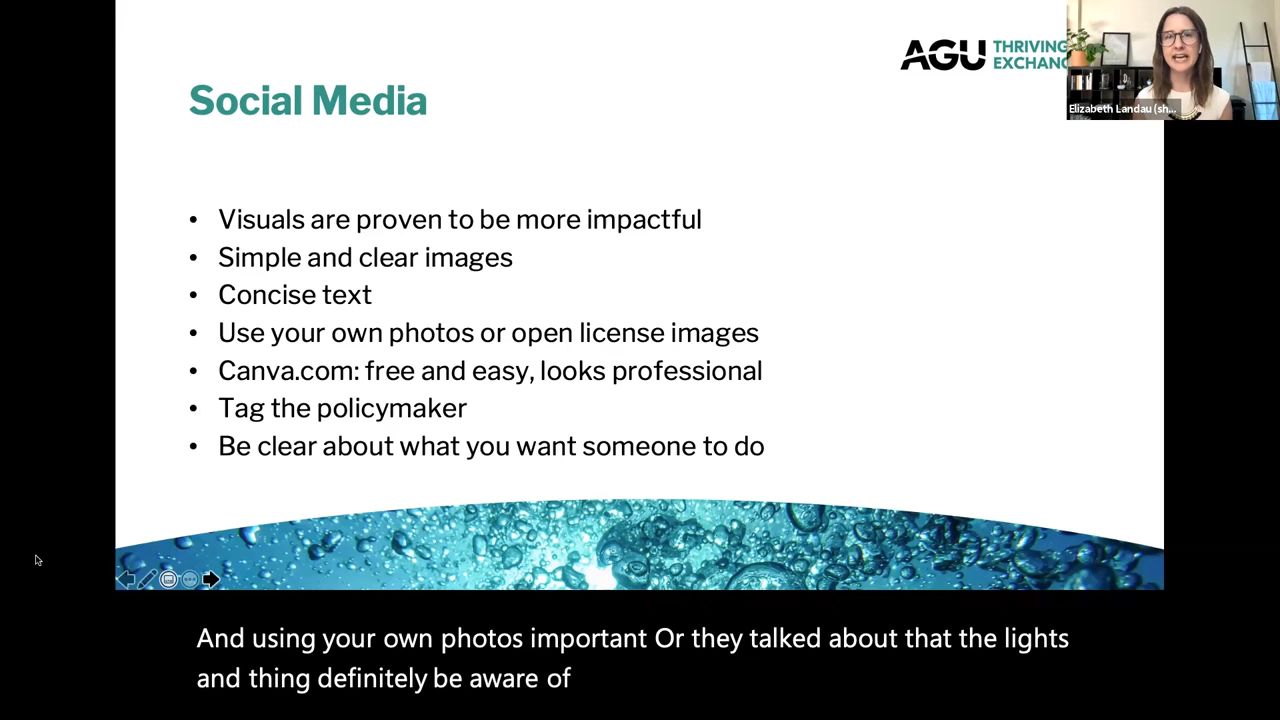 AGU THRIVING
EXCHANG
Elizabeth Landau (sh...
Social Media
• Visuals are proven to be more impactful
• Simple and clear images
• Concise text
• Use your own photos or open license images
• Canva.com: free and easy, looks professional
• Tag the policymaker
• Be clear about what you want someone to do
And using your own photos important Or they talked about that the lights
and thing definitely be aware of